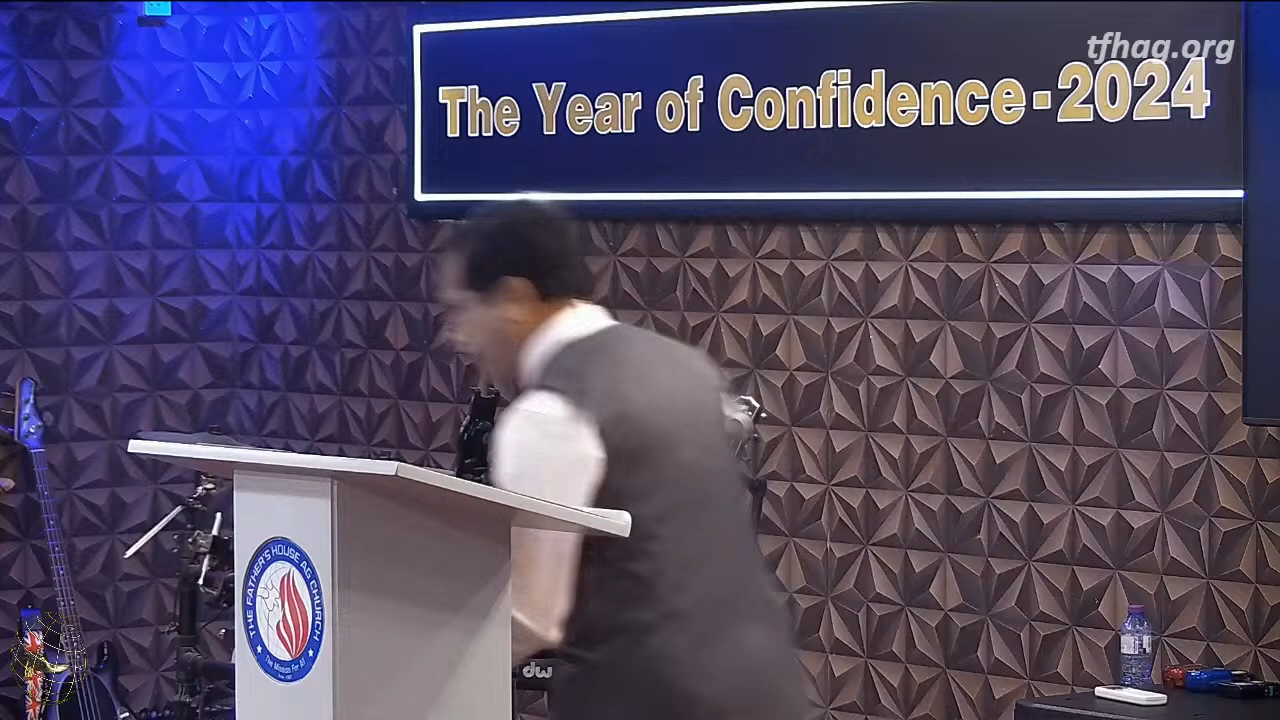 tfhag.org
The Year of Confidence-2024
THE FATHER'S HOUSE AG CHURCH
The Mission For All
dw